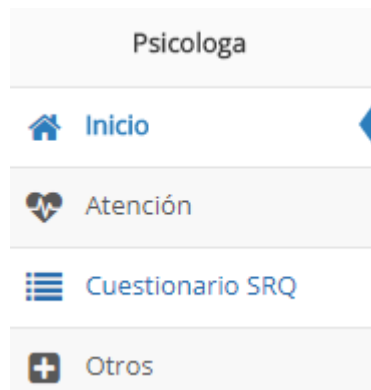 Psicologa
Inicio
Atención
Cuestionario SRQ
Otros